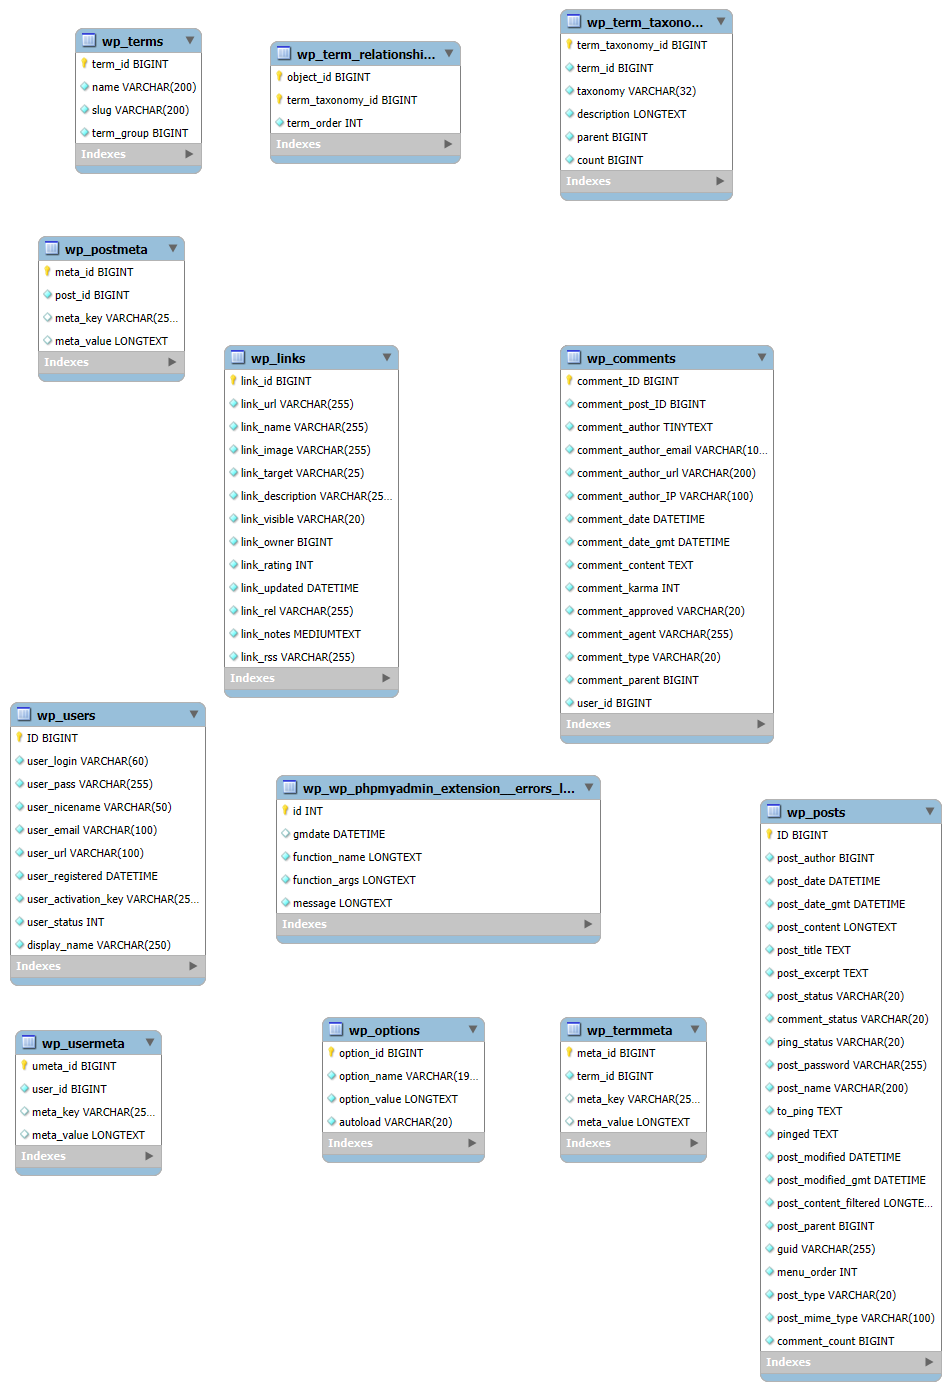 wp_terms
term_id BIGINT
name VARCHAR(200)
slug VARCHAR(200)
term_group BIGINT
Indexes
wp_term_relationshi...
object_id BIGINT
term_taxonomy_id BIGINT
term_order INT
Indexes
wp_term_taxono...
term_taxonomy_id BIGINT
term_id BIGINT
taxonomy VARCHAR(32)
description LONGTEXT
parent BIGINT
count BIGINT
Indexes
wp_postmeta
meta_id BIGINT
post_id BIGINT
meta_key VARCHAR(25...
meta_value LONGTEXT
Indexes
wp_links
link_id BIGINT
link_url VARCHAR(255)
link_name VARCHAR(255)
link_image VARCHAR(255)
link_target VARCHAR(25)
link_description VARCHAR(25...
link_visible VARCHAR(20)
link_owner BIGINT
link_rating INT
link_updated DATETIME
link_rel VARCHAR(255)
link_notes MEDIUMTEXT
link_rss VARCHAR(255)
Indexes
wp_comments
comment_ID BIGINT
comment_post_ID BIGINT
comment_author TINYTEXT
comment_author_email VARCHAR(10...
comment_author_url VARCHAR(200)
comment_author_IP VARCHAR(100)
comment_date DATETIME
comment_date_gmt DATETIME
comment_content TEXT
comment_karma INT
comment_approved VARCHAR(20)
comment_agent VARCHAR(255)
comment_type VARCHAR(20)
comment_parent BIGINT
user_id BIGINT
Indexes
wp_users
ID BIGINT
user_login VARCHAR(60)
user_pass VARCHAR(255)
user_nicename VARCHAR(50)
user_email VARCHAR(100)
user_url VARCHAR(100)
user_registered DATETIME
user_activation_key VARCHAR(25...
user_status INT
display_name VARCHAR(250)
Indexes
wp_wp_phpmyadmin_extension__errors_l...
id INT
gmdate DATETIME
function_name LONGTEXT
function_args LONGTEXT
message LONGTEXT
Indexes
wp_posts
ID BIGINT
post_author BIGINT
post_date DATETIME
post_date_gmt DATETIME
post_content LONGTEXT
post_title TEXT
post_excerpt TEXT
post_status VARCHAR(20)
comment_status VARCHAR(20)
ping_status VARCHAR(20)
post_password VARCHAR(255)
post_name VARCHAR(200)
to_ping TEXT
pinged TEXT
post_modified DATETIME
post_modified_gmt DATETIME
post_content_filtered LONGTE...
post_parent BIGINT
guid VARCHAR(255)
menu_order INT
post_type VARCHAR(20)
post_mime_type VARCHAR(100)
comment_count BIGINT
Indexes
wp_usermeta
umeta_id BIGINT
user_id BIGINT
meta_key VARCHAR(25...
meta_value LONGTEXT
Indexes
wp_options
option_id BIGINT
option_name VARCHAR(19...
option_value LONGTEXT
autoload VARCHAR(20)
Indexes
wp_termmeta
meta_id BIGINT
term_id BIGINT
meta_key VARCHAR(25...
meta_value LONGTEXT
Indexes